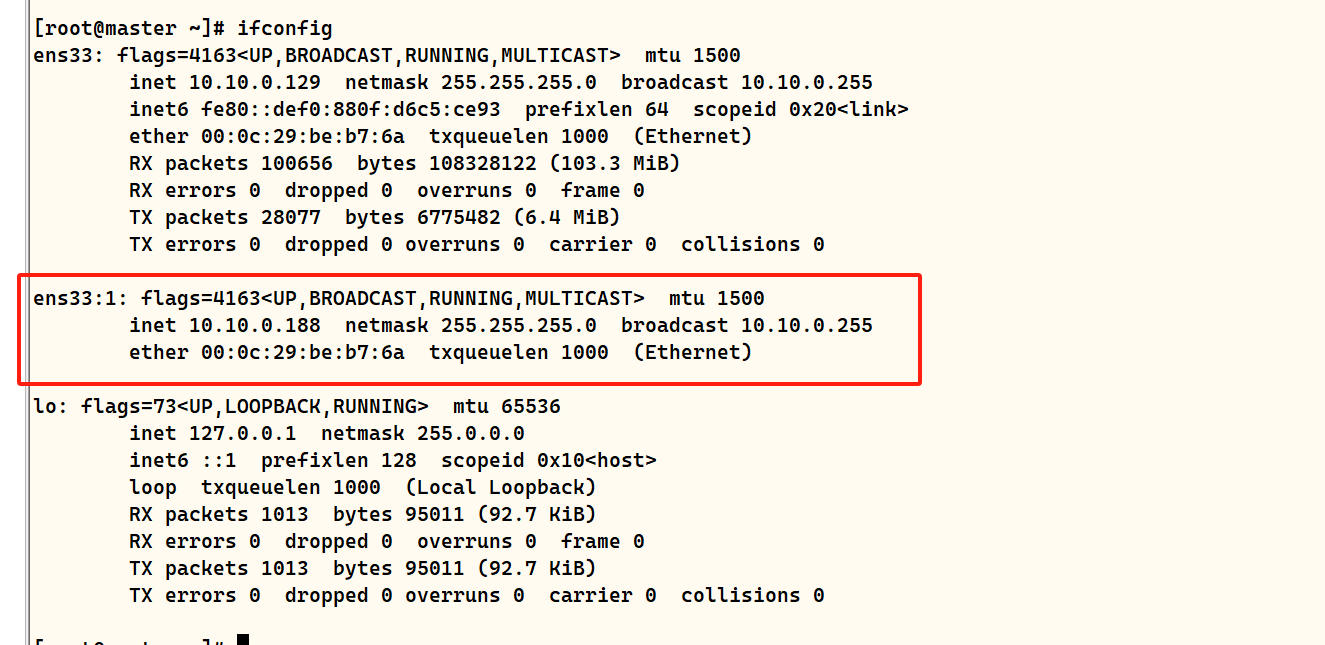 [root@master ~]# ifconfig
ens33: flags=4163<UP,BROADCAST,RUNNING,MULTICAST>  mtu 1500
        inet 10.10.0.129  netmask 255.255.255.0  broadcast 10.10.0.255
        inet6 fe80::def0:880f:d6c5:ce93  prefixlen 64  scopeid 0x20<link>
        ether 00:0c:29:be:b7:6a  txqueuelen 1000  (Ethernet)
        RX packets 100656  bytes 108328122 (103.3 MiB)
        RX errors 0  dropped 0  overruns 0  frame 0
        TX packets 28077  bytes 6775482 (6.4 MiB)
        TX errors 0  dropped 0 overruns 0  carrier 0  collisions 0
ens33:1: flags=4163<UP,BROADCAST,RUNNING,MULTICAST>  mtu 1500
        inet 10.10.0.188  netmask 255.255.255.0  broadcast 10.10.0.255
        ether 00:0c:29:be:b7:6a  txqueuelen 1000  (Ethernet)
lo: flags=73<UP,LOOPBACK,RUNNING>  mtu 65536
        inet 127.0.0.1  netmask 255.0.0.0
        inet6 ::1  prefixlen 128  scopeid 0x10<host>
        loop  txqueuelen 1000  (Local Loopback)
        RX packets 1013  bytes 95011 (92.7 KiB)
        RX errors 0  dropped 0  overruns 0  frame 0
        TX packets 1013  bytes 95011 (92.7 KiB)
        TX errors 0  dropped 0 overruns 0  carrier 0  collisions 0